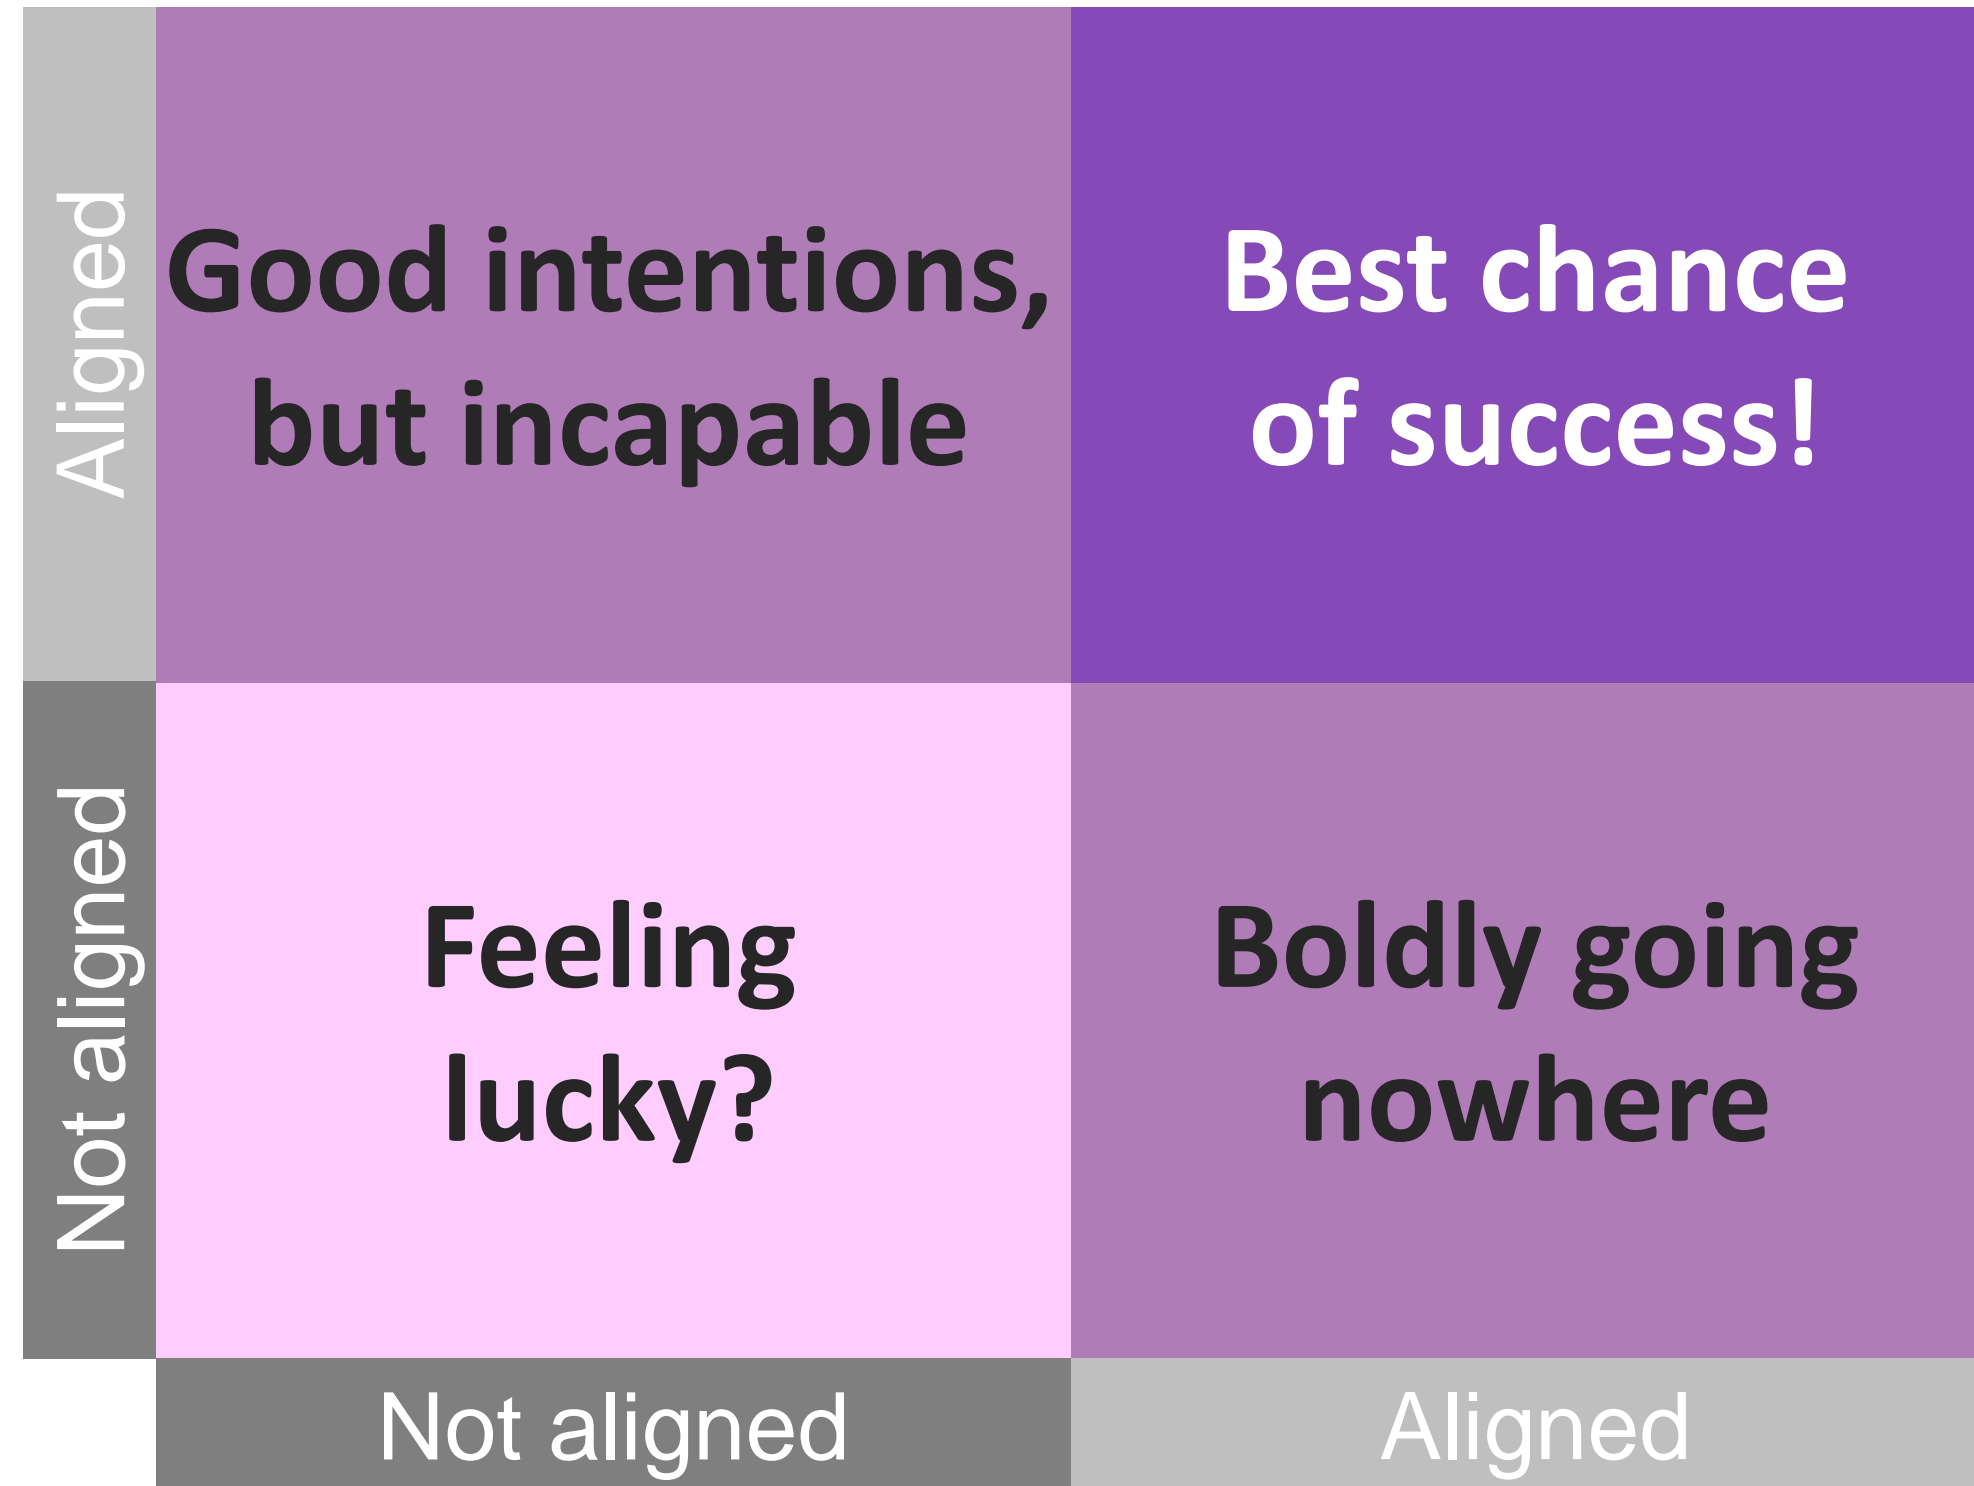 Aligned
Good intentions,
but incapable
Best chance
of success!
Not aligned
Feeling
lucky?
Boldly going
nowhere
Not aligned
Aligned